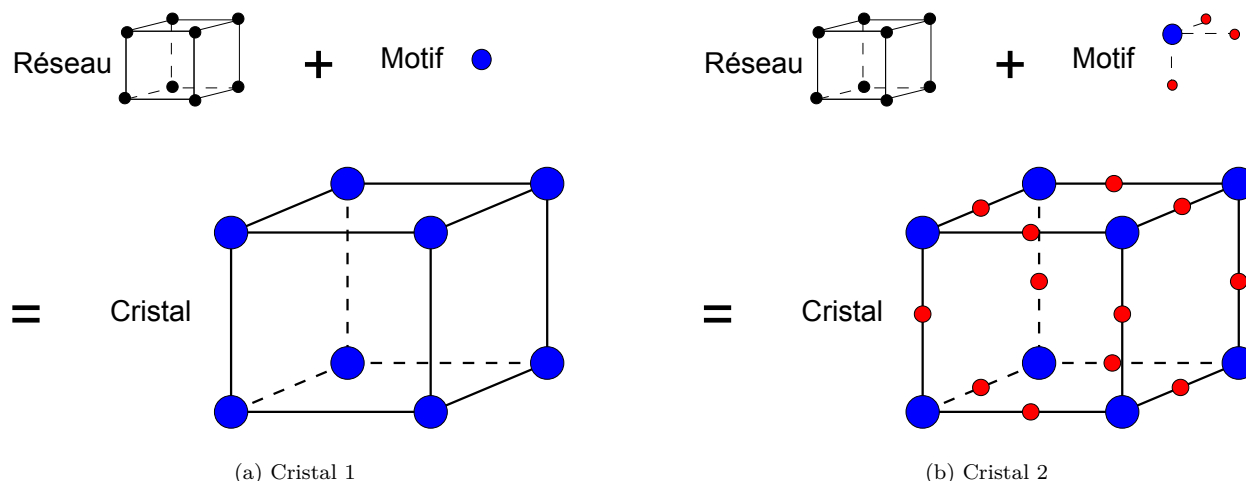 Réseau + Motif
Réseau + Motif
= Cristal
= Cristal
(a) Cristal 1
(b) Cristal 2